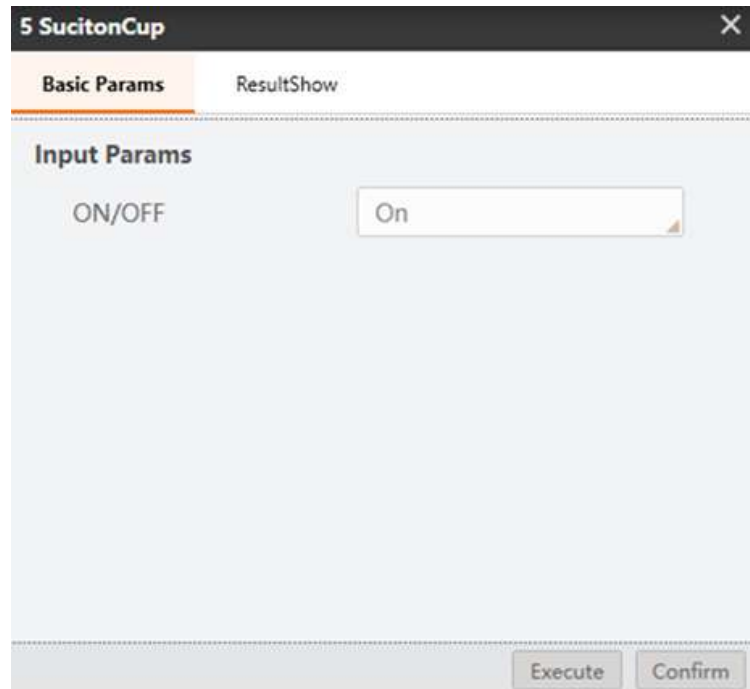 5 SucitonCup
Basic Params ResultShow
Input Params
ON/OFF On
Execute Confirm